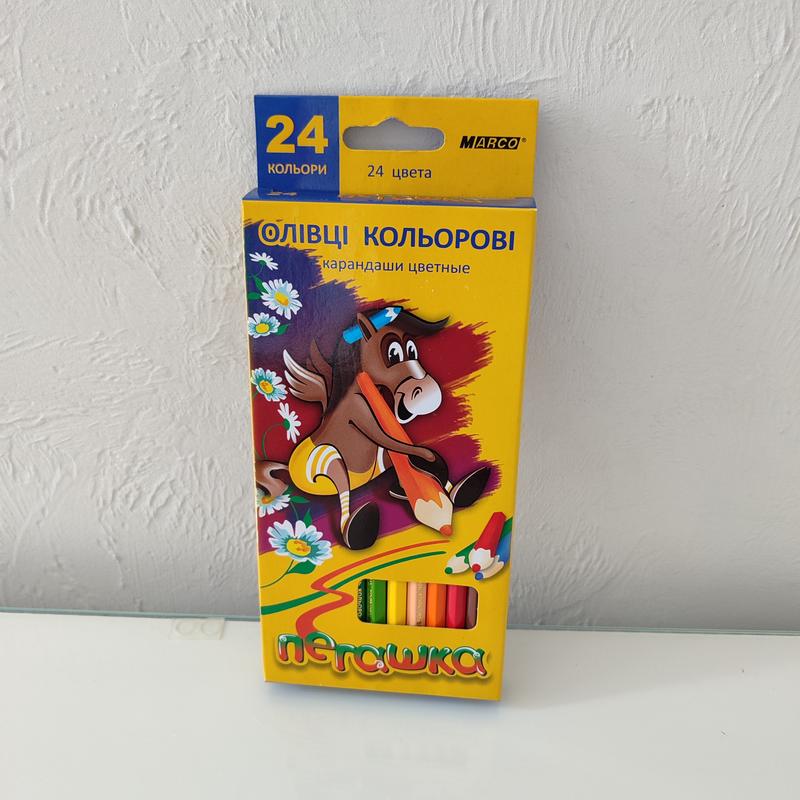 24
КОЛЬОРИ
24 цвета
MARCO®
ОЛІВЦІ КОЛЬОРОВІ
карандаши цветные
пегашка